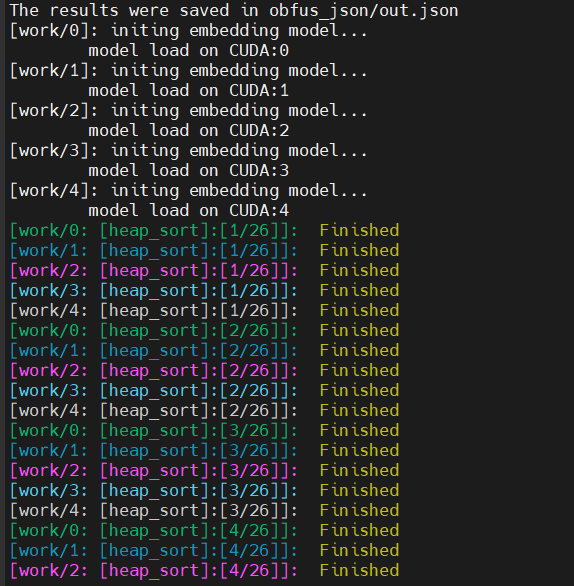 The results were saved in obfus_json/out.json
[work/0]: initing embedding model...
model load on CUDA:0
[work/1]: initing embedding model...
model load on CUDA:1
[work/2]: initing embedding model...
model load on CUDA:2
[work/3]: initing embedding model...
model load on CUDA:3
[work/4]: initing embedding model...
model load on CUDA:4
[work/0: [heap_sort]:[1/26]]:  Finished
[work/1: [heap_sort]:[1/26]]:  Finished
[work/2: [heap_sort]:[1/26]]:  Finished
[work/3: [heap_sort]:[1/26]]:  Finished
[work/4: [heap_sort]:[1/26]]:  Finished
[work/0: [heap_sort]:[2/26]]:  Finished
[work/1: [heap_sort]:[2/26]]:  Finished
[work/2: [heap_sort]:[2/26]]:  Finished
[work/3: [heap_sort]:[2/26]]:  Finished
[work/4: [heap_sort]:[2/26]]:  Finished
[work/0: [heap_sort]:[3/26]]:  Finished
[work/1: [heap_sort]:[3/26]]:  Finished
[work/2: [heap_sort]:[3/26]]:  Finished
[work/3: [heap_sort]:[3/26]]:  Finished
[work/4: [heap_sort]:[3/26]]:  Finished
[work/0: [heap_sort]:[4/26]]:  Finished
[work/1: [heap_sort]:[4/26]]:  Finished
[work/2: [heap_sort]:[4/26]]:  Finished